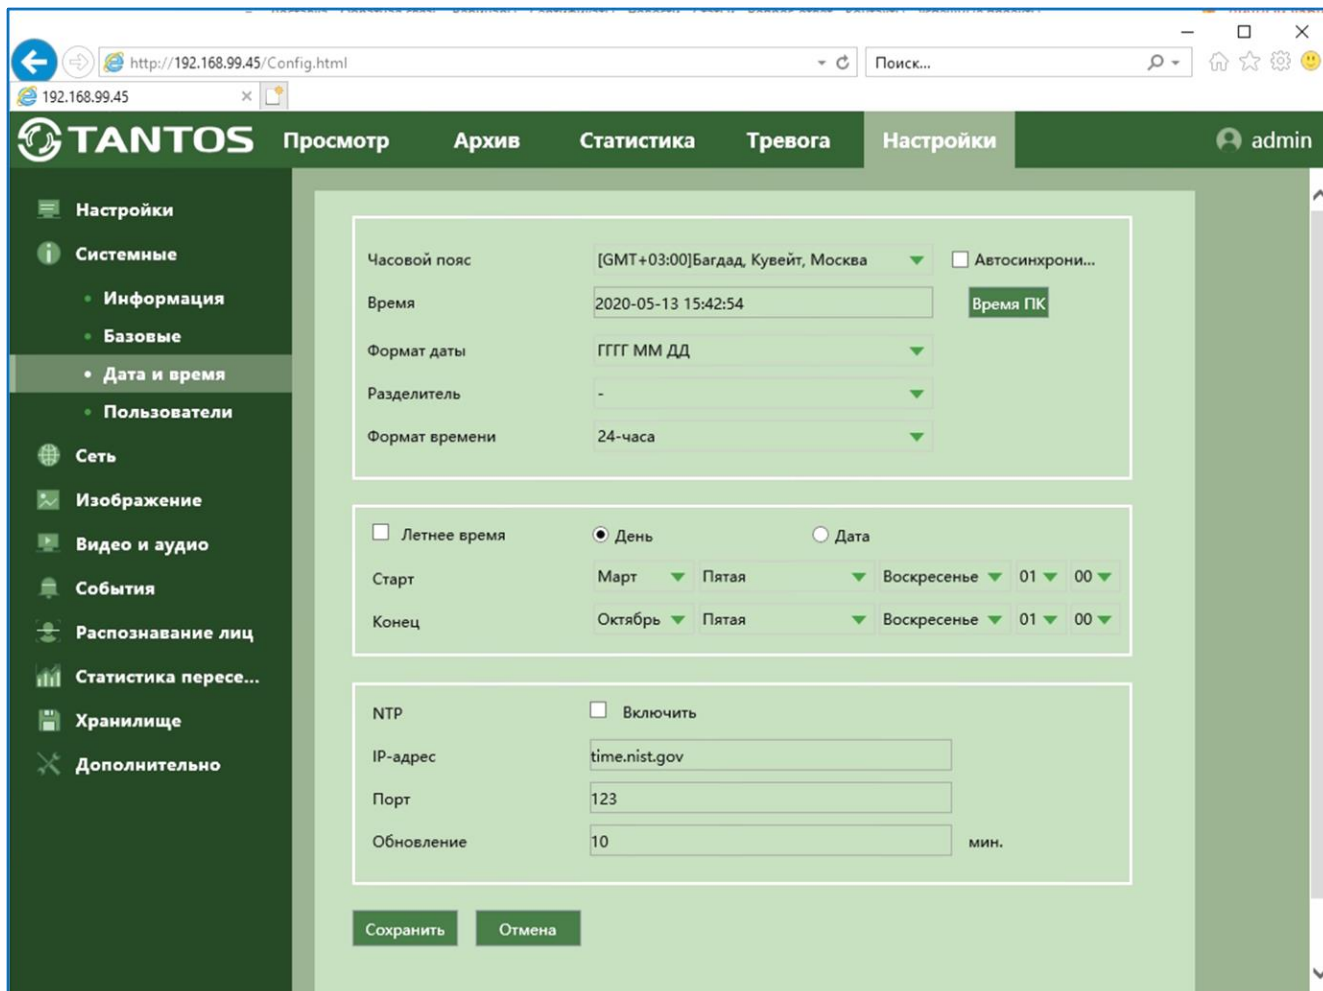 http://192.168.99.45/Config.html
Поиск...
192.168.99.45
TANTOS Просмотр Архив Статистика Тревога Настройки admin
Настройки
Системные
Информация
Базовые
Дата и время
Пользователи
Сеть
Изображение
Видео и аудио
События
Распознавание лиц
Статистика пересе...
Хранилище
Дополнительно
Часовой пояс [GMT+03:00]Багдад, Кувейт, Москва Автосинхрони...
Время 2020-05-13 15:42:54 Время ПК
Формат даты ГГГГ ММ ДД
Разделитель -
Формат времени 24-часа
Летнее время День Дата
Старт Март Пятая Воскресенье 01 00
Конец Октябрь Пятая Воскресенье 01 00
NTP Включить
IP-адрес time.nist.gov
Порт 123
Обновление 10 мин.
Сохранить Отмена